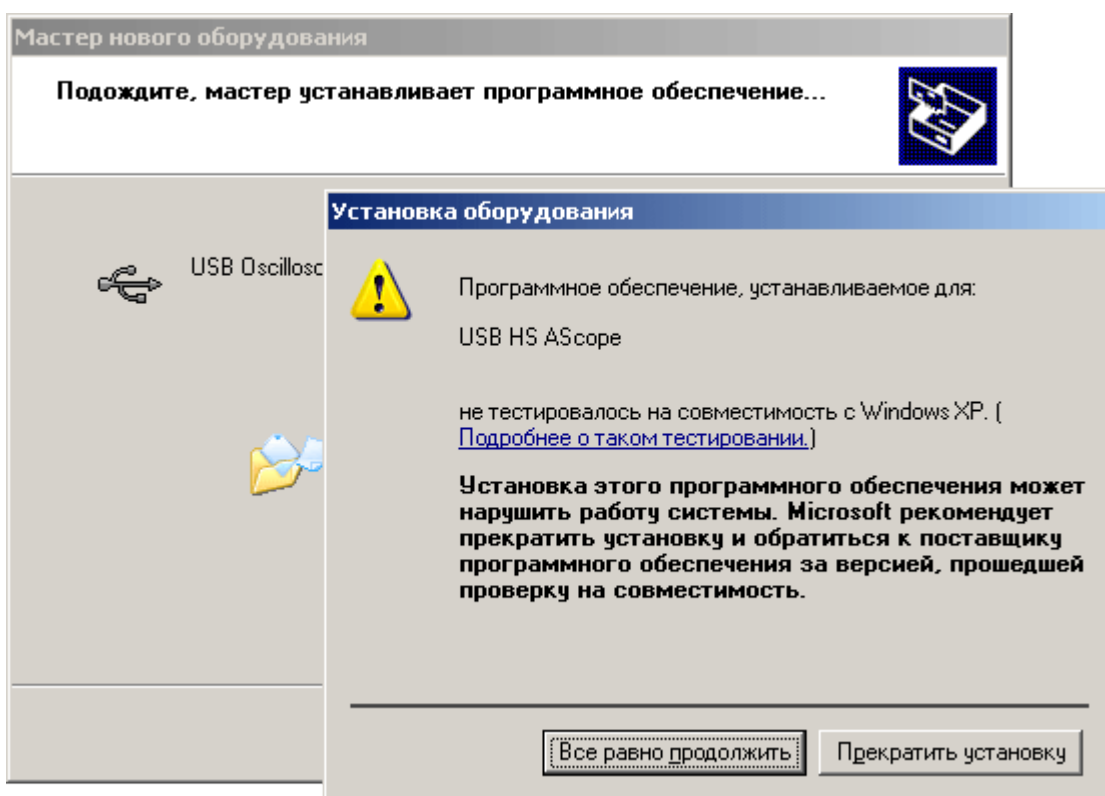 Мастер нового оборудования
Подождите, мастер устанавливает программное обеспечение...
USB Oscillosc
Установка оборудования
Программное обеспечение, устанавливаемое для:
USB HS AScope
не тестировалось на совместимость с Windows XP. (
Подробнее о таком тестировании.)
Установка этого программного обеспечения может
нарушить работу системы. Microsoft рекомендует
прекратить установку и обратиться к поставщику
программного обеспечения за версией, прошедшей
проверку на совместимость.
Все равно продолжить
Прекратить установку